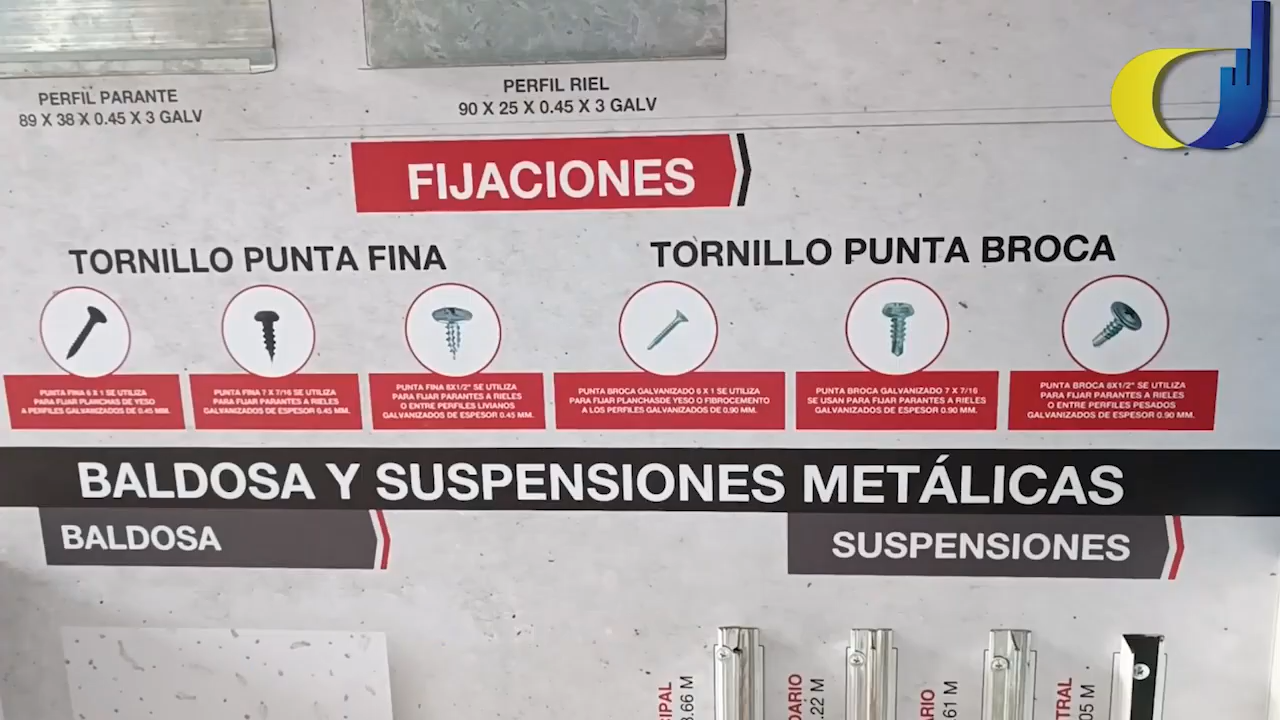 PERFIL PARANTE
89 X 38 X 0.45 X 3 GALV
PERFIL RIEL
90 X 25 X 0.45 X 3 GALV
FIJACIONES
TORNILLO PUNTA FINA
TORNILLO PUNTA BROCA
PUNTA FINA 6 X 1 SE UTILIZA
PARA FIJAR PLANCHAS DE YESO
A PERFILES GALVANIZADOS DE 0.45 MM.
PUNTA FINA 7 X 7/16 SE UTILIZA
PARA FIJAR PARANTES A RIELES
GALVANIZADOS DE ESPESOR 0.45 MM.
PUNTA FINA 8X1/2" SE UTILIZA
PARA FIJAR PARANTES A RIELES
O ENTRE PERFILES LIVIANOS
GALVANIZADOS DE ESPESOR 0.45 MM.
PUNTA BROCA GALVANIZADO 6 X 1 SE UTILIZA
PARA FIJAR PLANCHASDE YESO O FIBROCEMENTO
A LOS PERFILES GALVANIZADOS DE 0.90 MM.
PUNTA BROCA GALVANIZADO 7 X 7/16
SE USAN PARA FIJAR PARANTES A RIELES
GALVANIZADOS DE ESPESOR 0.90 MM.
PUNTA BROCA 8X1/2" SE UTILIZA
PARA FIJAR PARANTES A RIELES
O ENTRE PERFILES PESADOS
GALVANIZADOS DE ESPESOR 0.90 MM.
BALDOSA Y SUSPENSIONES METÁLICAS
BALDOSA
SUSPENSIONES